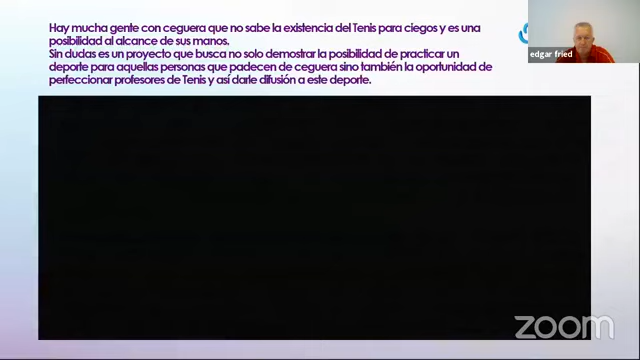 Hay mucha gente con ceguera que no sabe la existencia del Tenis para ciegos y es una
posibilidad al alcance de sus manos.
Sin dudas es un proyecto que busca no solo demostrar la posibilidad de practicar un
deporte para aquellas personas que padecen de ceguera sino también la oportunidad de
perfeccionar profesores de Tenis y así darle difusión a este deporte.
edgar fried
zoom